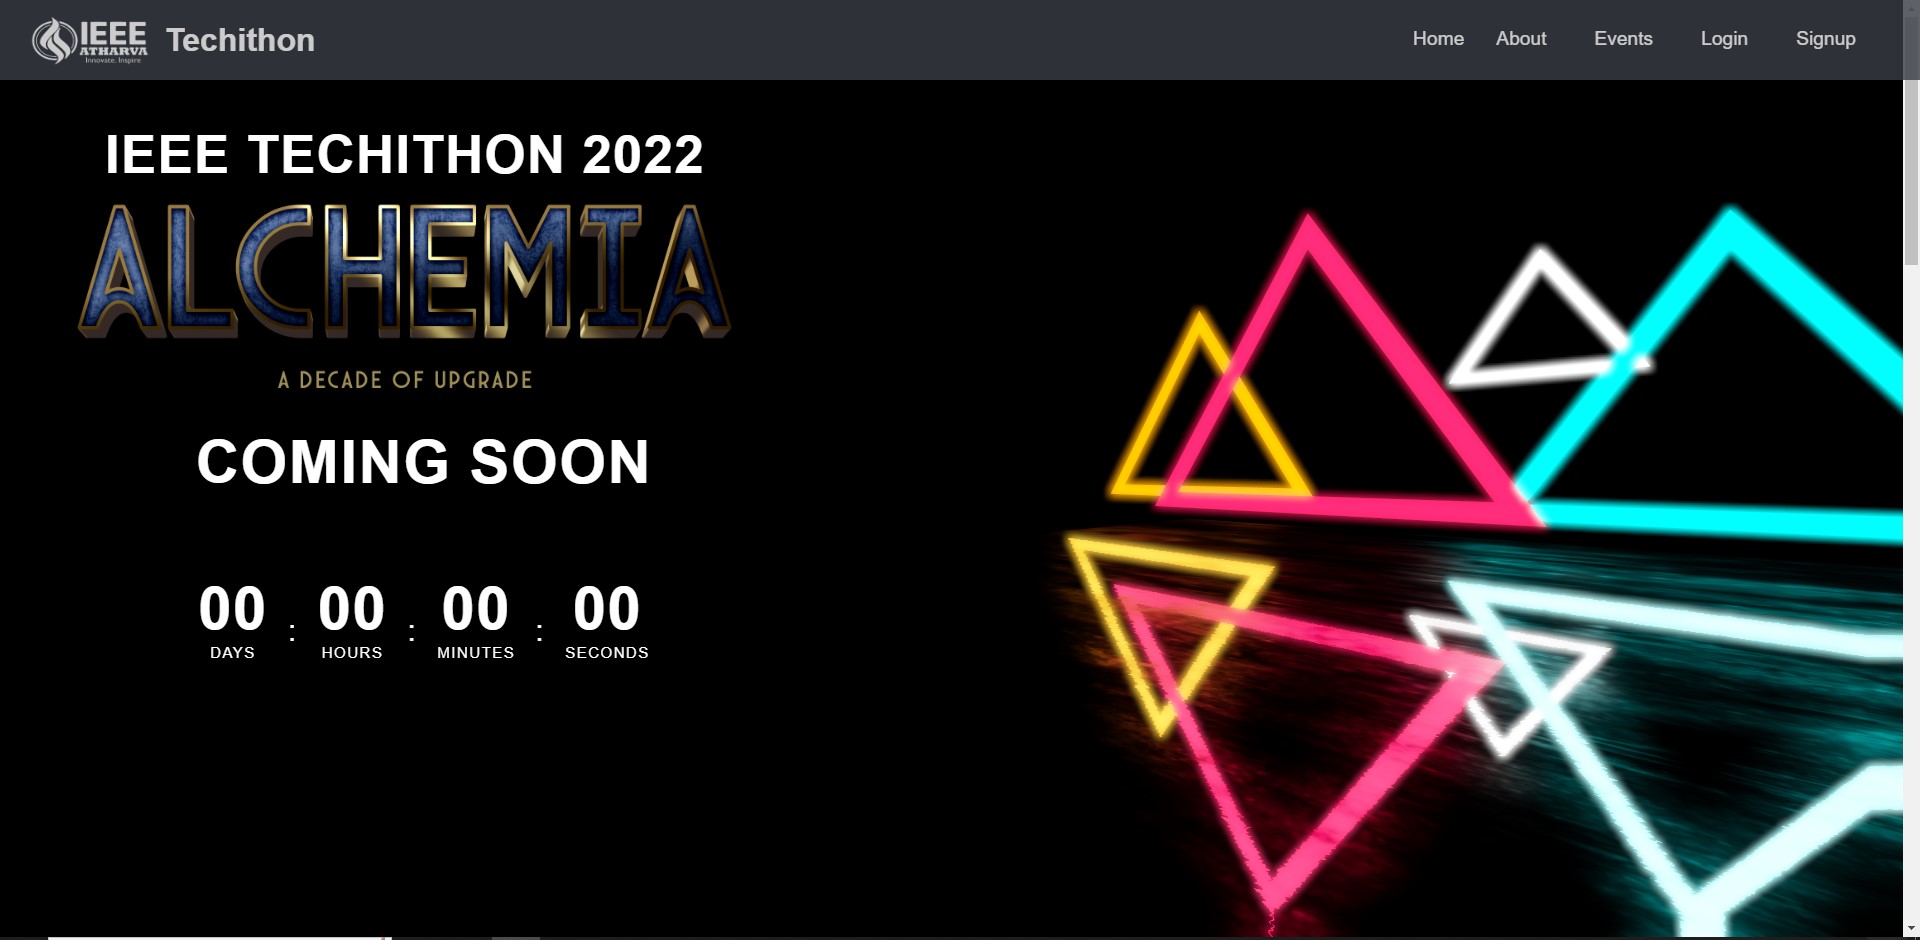 IEEE
ATHARVA
Innovate. Inspire
Techithon
Home About Events Login Signup
IEEE TECHITHON 2022
ALCHEMIA
A DECADE OF UPGRADE
COMING SOON
00 : 00 : 00 : 00
DAYS HOURS MINUTES SECONDS